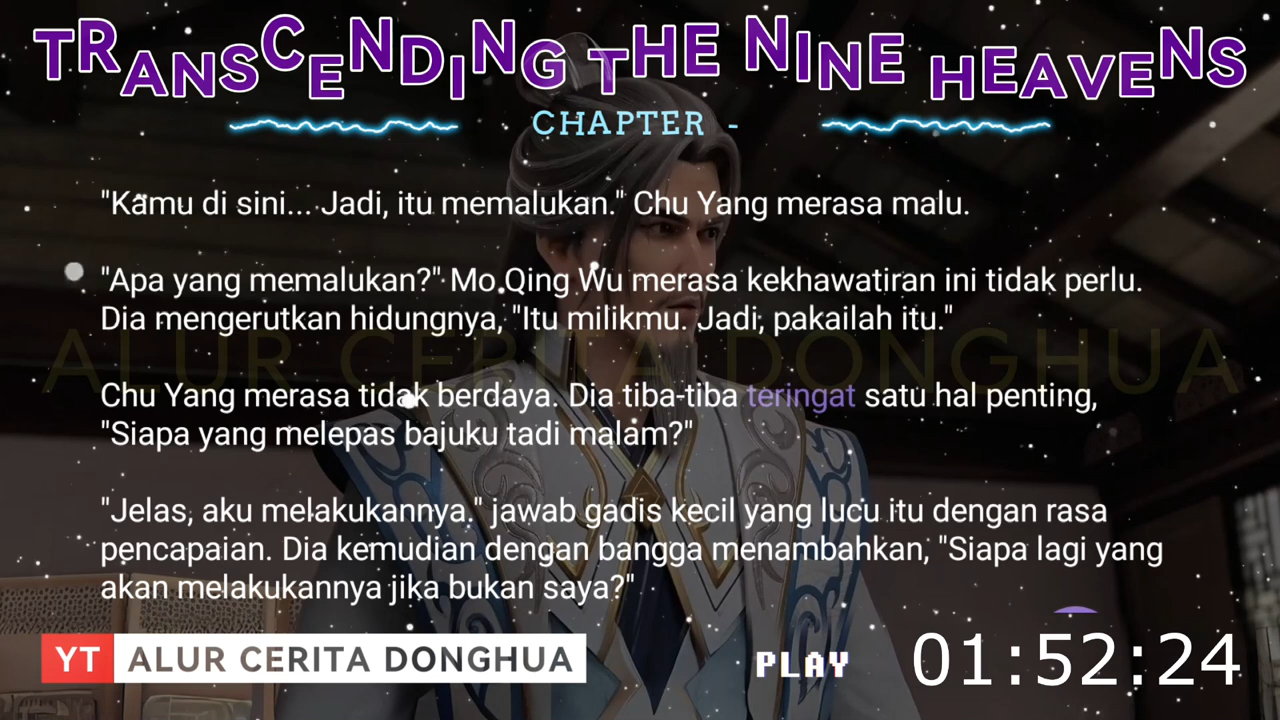 TRANSCENDING THE NINE HEAVENS
CHAPTER -
"Kamu di sini... Jadi, itu memalukan." Chu Yang merasa malu.
"Apa yang memalukan?" Mo Qing Wu merasa kekhawatiran ini tidak perlu.
Dia mengerutkan hidungnya, "Itu milikmu. Jadi, pakailah itu."
ALUR CERITA DONGHUA
Chu Yang merasa tidak berdaya. Dia tiba-tiba teringat satu hal penting,
"Siapa yang melepas bajuku tadi malam?"
"Jelas, aku melakukannya." jawab gadis kecil yang lucu itu dengan rasa
pencapaian. Dia kemudian dengan bangga menambahkan, "Siapa lagi yang
akan melakukannya jika bukan saya?"
YT ALUR CERITA DONGHUA
PLAY 01:52:24